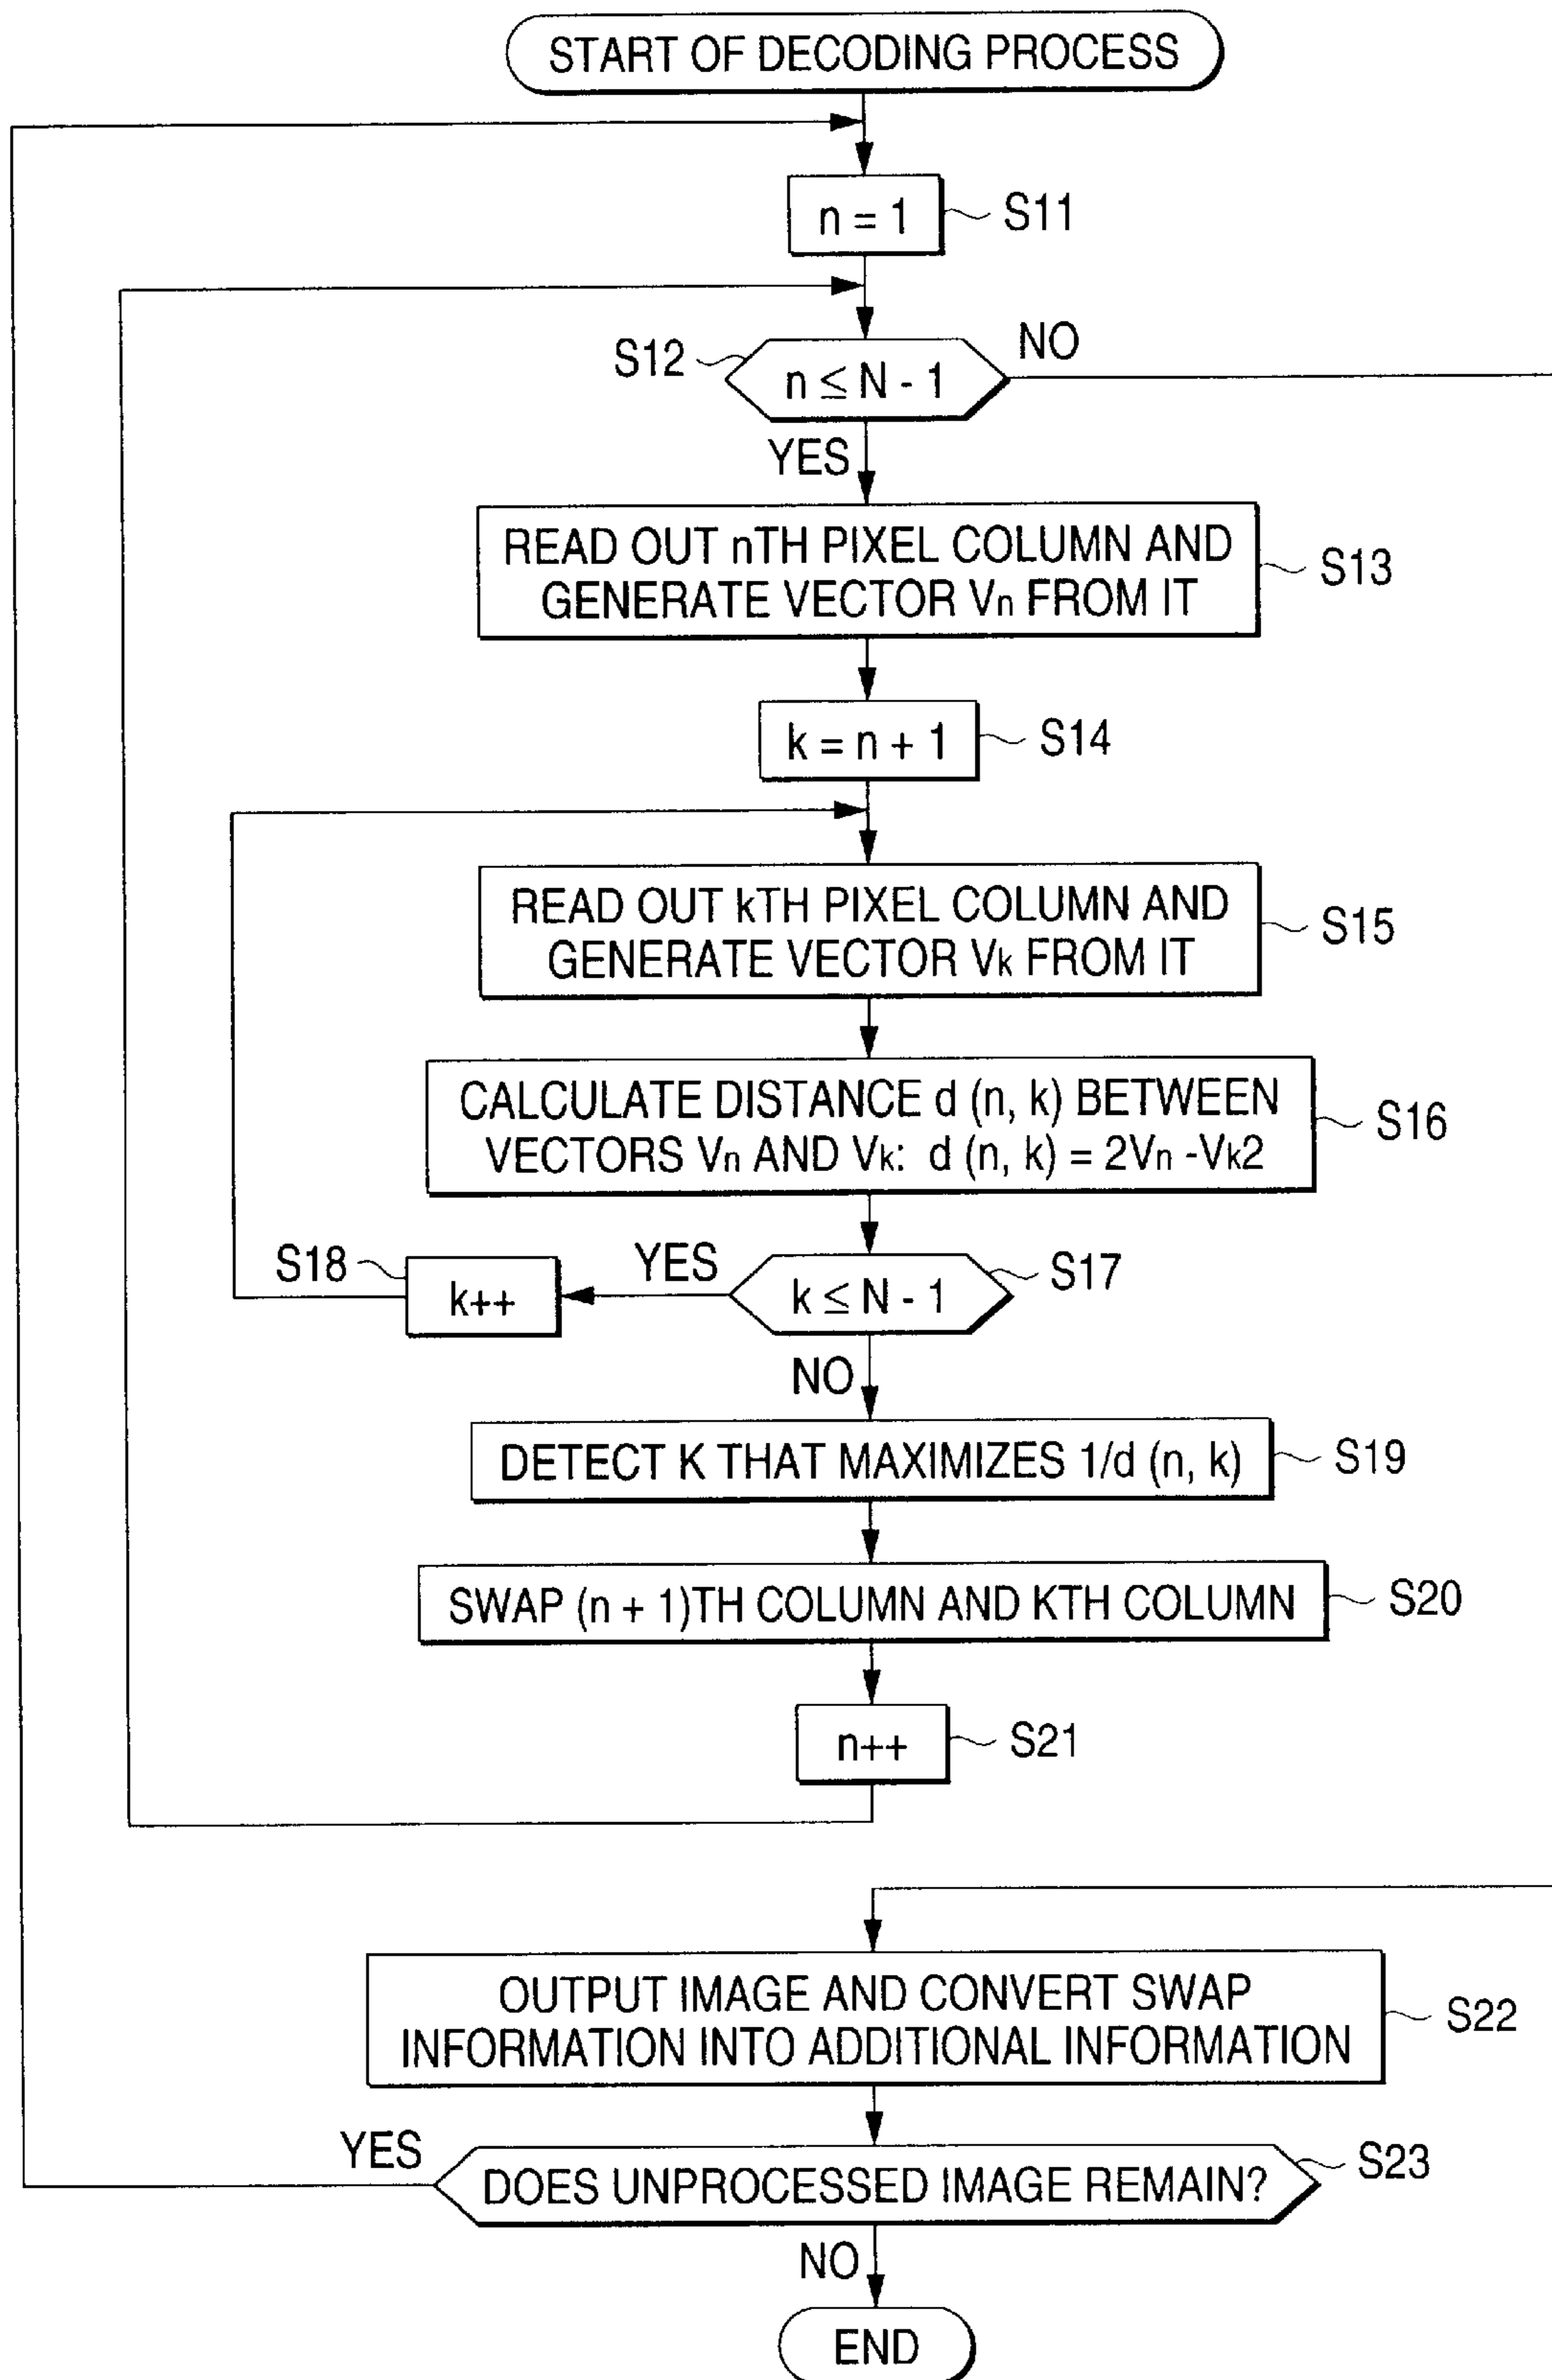 START OF DECODING PROCESS
n = 1
S11
S12
n ≤ N - 1
NO
YES
READ OUT nTH PIXEL COLUMN AND
GENERATE VECTOR Vn FROM IT
S13
k = n + 1
S14
READ OUT kTH PIXEL COLUMN AND
GENERATE VECTOR Vk FROM IT
S15
CALCULATE DISTANCE d (n, k) BETWEEN
VECTORS Vn AND Vk: d (n, k) = 2Vn -Vk2
S16
S18
k++
YES
k ≤ N - 1
S17
NO
DETECT K THAT MAXIMIZES 1/d (n, k)
S19
SWAP (n + 1)TH COLUMN AND KTH COLUMN
S20
n++
S21
OUTPUT IMAGE AND CONVERT SWAP
INFORMATION INTO ADDITIONAL INFORMATION
S22
YES
DOES UNPROCESSED IMAGE REMAIN?
S23
NO
END